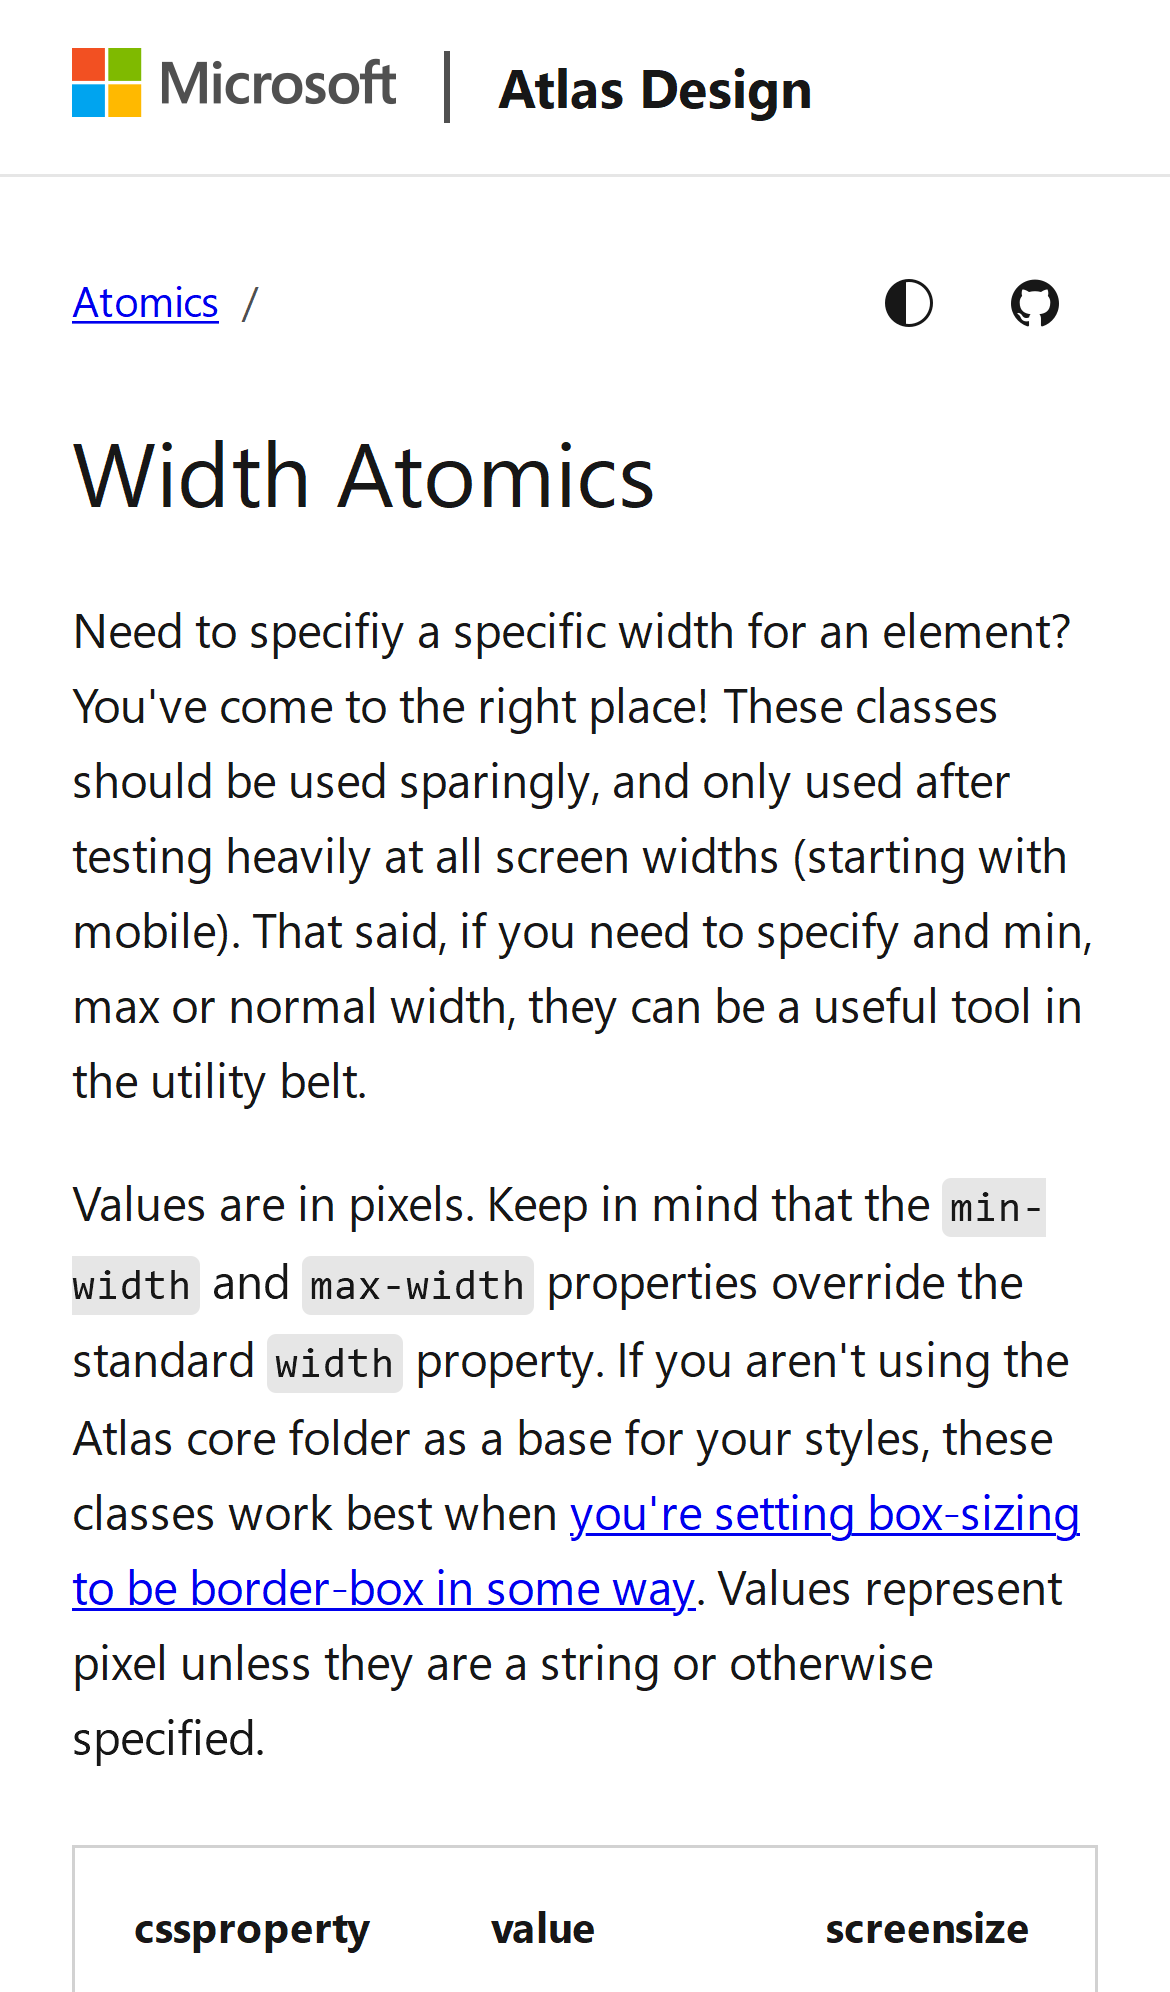 Microsoft | Atlas Design
Atomics /
Width Atomics
Need to specifiy a specific width for an element?
You've come to the right place! These classes
should be used sparingly, and only used after
testing heavily at all screen widths (starting with
mobile). That said, if you need to specify and min,
max or normal width, they can be a useful tool in
the utility belt.
Values are in pixels. Keep in mind that the min-
width and max-width properties override the
standard width property. If you aren't using the
Atlas core folder as a base for your styles, these
classes work best when you're setting box-sizing
to be border-box in some way. Values represent
pixel unless they are a string or otherwise
specified.
cssproperty value screensize